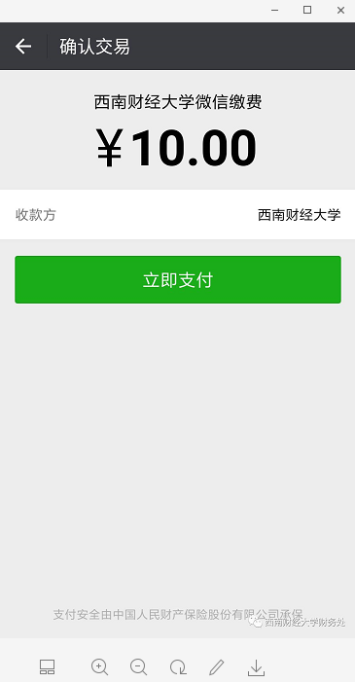 确认交易
西南财经大学微信缴费
￥10.00
收款方 西南财经大学
立即支付
支付安全由中国人民财产保险股份有限公司承保
西南财经大学财务处